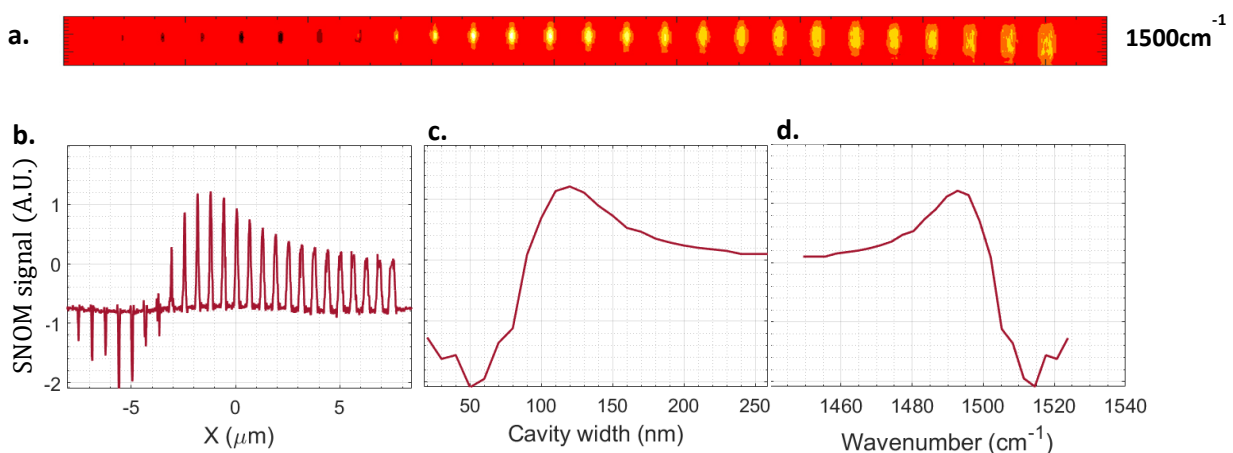 a.
1500cm⁻¹
b.
c.
d.
SNOM signal (A.U.)
1
0
-1
-2
-5
0
5
X (μm)
50
100
150
200
250
Cavity width (nm)
1460
1480
1500
1520
1540
Wavenumber (cm⁻¹)